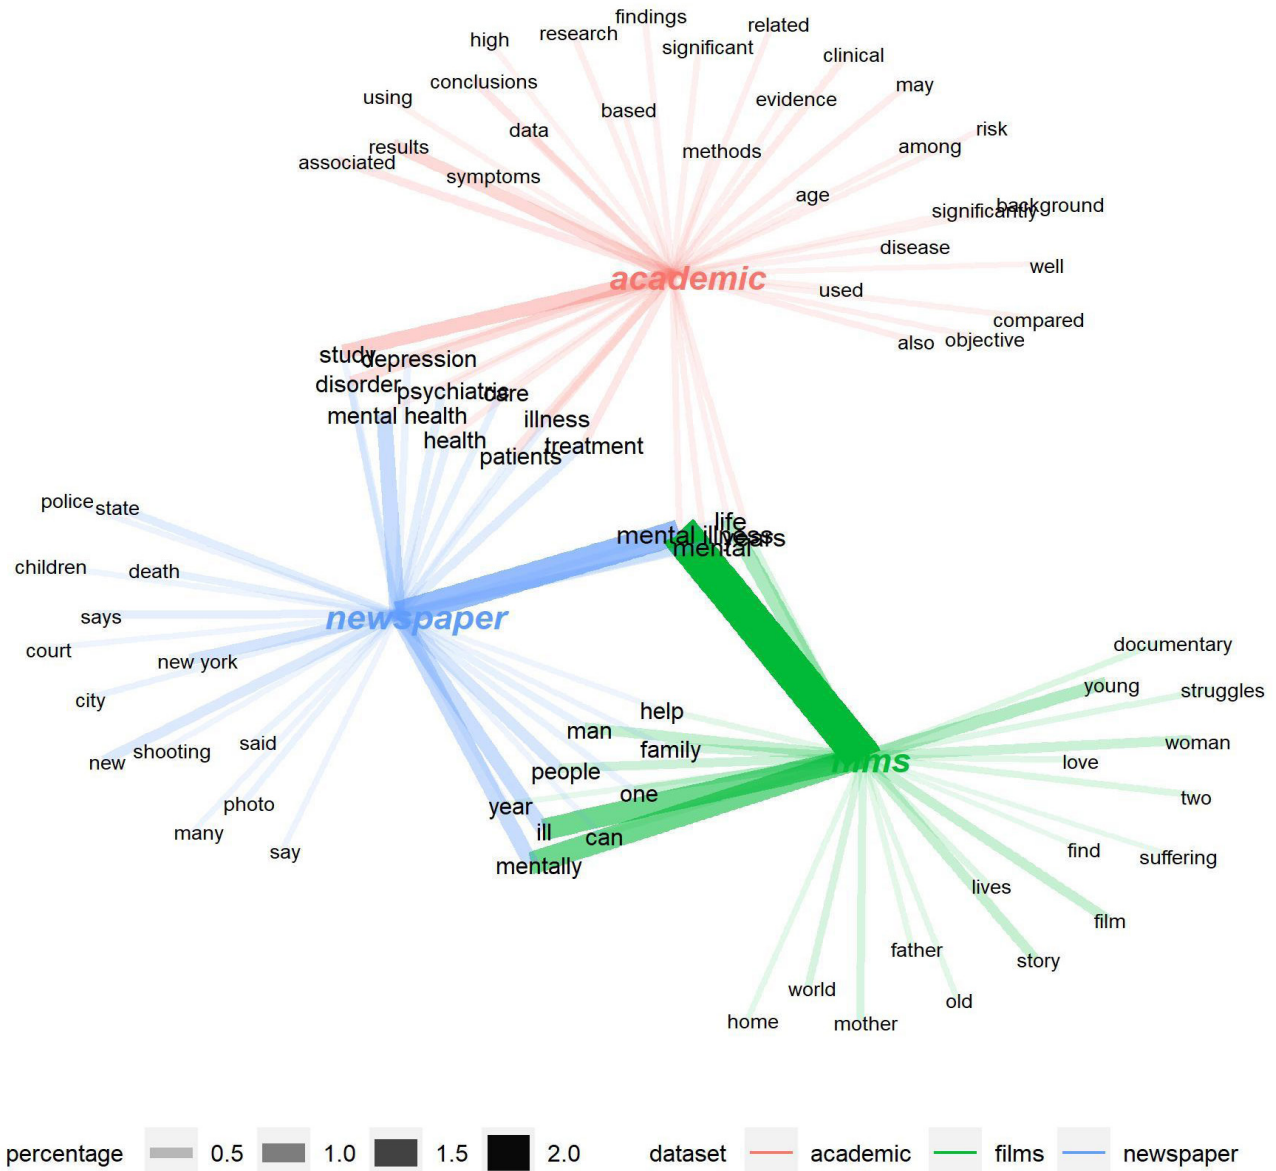 findings
related
research
high
significant
clinical
conclusions
may
using
evidence
based
data
risk
results
among
methods
associated
symptoms
age
background
significantly
disease
well
academic
used
compared
also
objective
study
depression
disorder
psychiatric
care
mental health
illness
health
treatment
patients
police
state
life
mental illness
years
mental
children
death
says
newspaper
court
documentary
new york
young
struggles
city
help
man
woman
family
said
shooting
films
love
new
people
one
two
photo
year
many
ill
can
say
find
suffering
mentally
lives
film
father
story
world
old
home
mother
percentage 0.5 1.0 1.5 2.0 dataset academic films newspaper